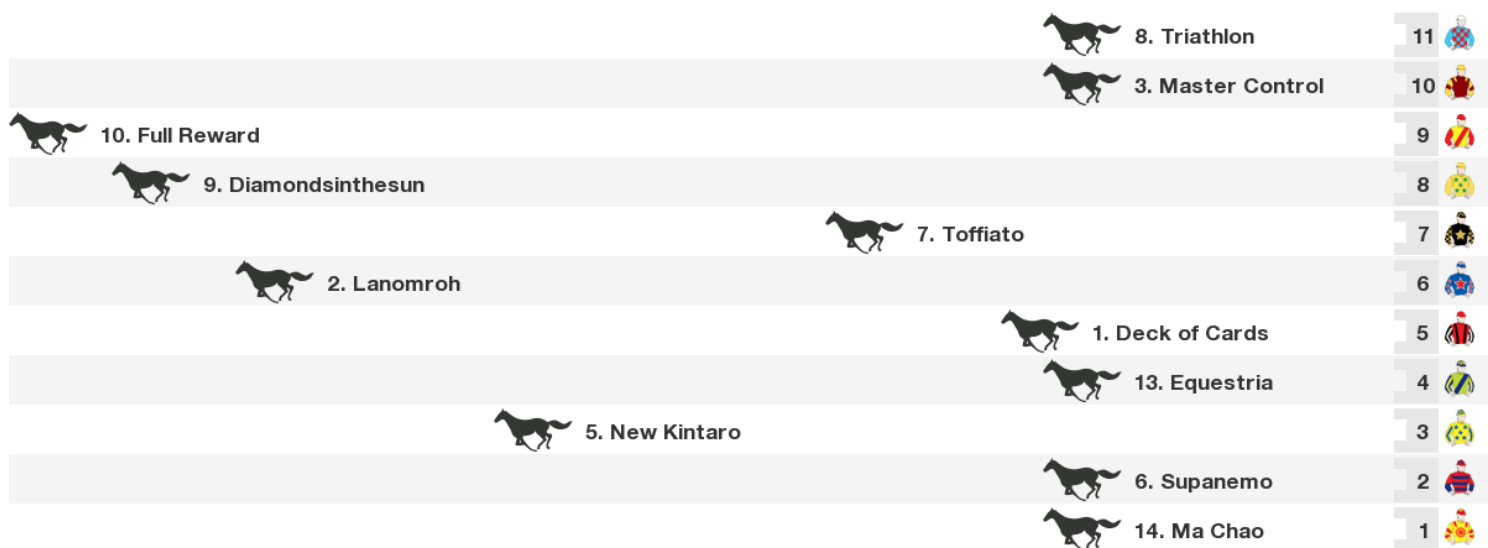 8. Triathlon 11
3. Master Control 10
10. Full Reward 9
9. Diamondsinthesun 8
7. Toffiato 7
2. Lanomroh 6
1. Deck of Cards 5
13. Equestria 4
5. New Kintaro 3
6. Supanemo 2
14. Ma Chao 1